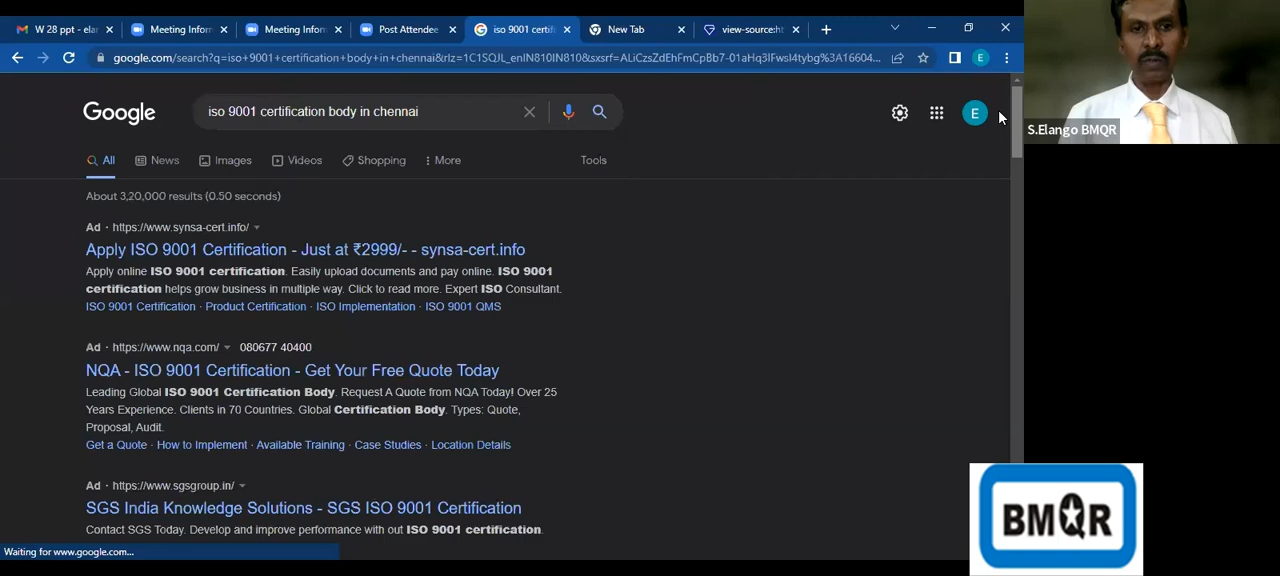 W 28 ppt - elan
Meeting Inforn
Meeting Inforn
Post Attendee
iso 9001 certifi
New Tab
view-source:ht
google.com/search?q=iso+9001+certification+body+in+chennai&rlz=1C1SQJL_enIN810IN810&sxsrf=ALiCzsZdEhFmCpBb7-01aHq3lFwsl4tybg%3A16604...
E
Google
iso 9001 certification body in chennai
E
S.Elango BMQR
All
News
Images
Videos
Shopping
More
Tools
About 3,20,000 results (0.50 seconds)
Ad · https://www.synsa-cert.info/
Apply ISO 9001 Certification - Just at ₹2999/- - synsa-cert.info
Apply online ISO 9001 certification. Easily upload documents and pay online. ISO 9001
certification helps grow business in multiple way. Click to read more. Expert ISO Consultant.
ISO 9001 Certification · Product Certification · ISO Implementation · ISO 9001 QMS
Ad · https://www.nqa.com/ 080677 40400
NQA - ISO 9001 Certification - Get Your Free Quote Today
Leading Global ISO 9001 Certification Body. Request A Quote from NQA Today! Over 25
Years Experience. Clients in 70 Countries. Global Certification Body. Types: Quote,
Proposal, Audit.
Get a Quote · How to Implement · Available Training · Case Studies · Location Details
Ad · https://www.sgsgroup.in/
SGS India Knowledge Solutions - SGS ISO 9001 Certification
Contact SGS Today. Develop and improve performance with out ISO 9001 certification.
Waiting for www.google.com...
BMQR